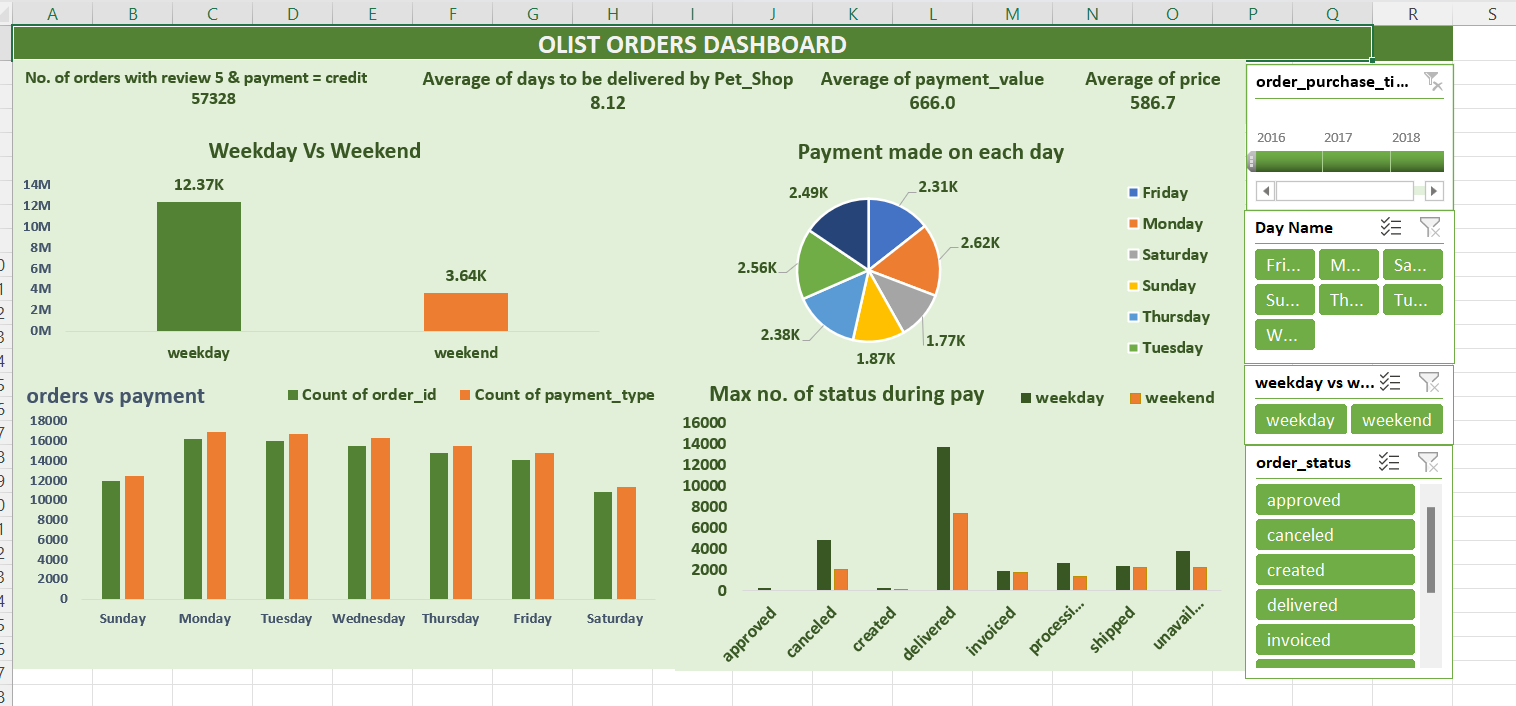 A B C D E F G H I J K L M N O P Q R S
OLIST ORDERS DASHBOARD
No. of orders with review 5 & payment = credit
57328
Average of days to be delivered by Pet_Shop
8.12
Average of payment_value
666.0
Average of price
586.7
order_purchase_ti...
2016 2017 2018
Weekday Vs Weekend
14M
12M
10M
8M
6M
4M
2M
0M
12.37K
3.64K
weekday weekend
Payment made on each day
2.31K
2.62K
1.77K
1.87K
2.38K
2.56K
2.49K
Friday
Monday
Saturday
Sunday
Thursday
Tuesday
Day Name
Fri... M... Sa...
Su... Th... Tu...
W...
orders vs payment
Count of order_id Count of payment_type
18000
16000
14000
12000
10000
8000
6000
4000
2000
0
Sunday Monday Tuesday Wednesday Thursday Friday Saturday
Max no. of status during pay
weekday weekend
16000
14000
12000
10000
8000
6000
4000
2000
0
approved canceled created delivered invoiced processi... shipped unavail...
weekday vs w...
weekday weekend
order_status
approved
canceled
created
delivered
invoiced